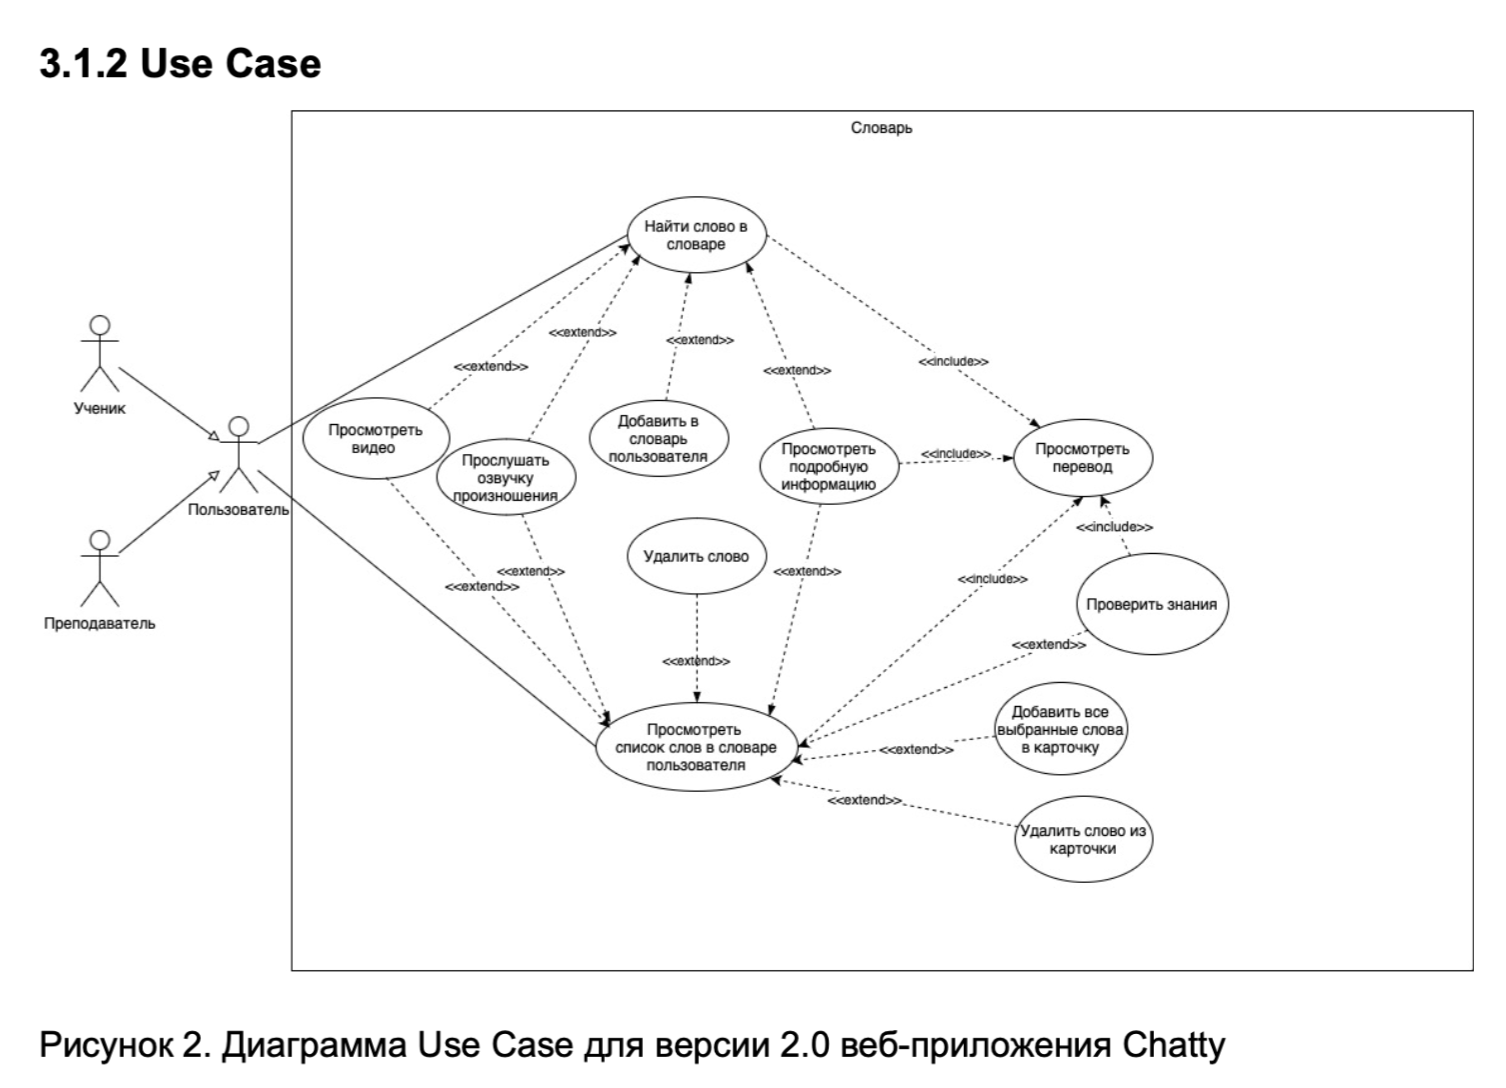 3.1.2 Use Case
Словарь
Найти слово в
словаре
<<extend>>
<<extend>>
<<extend>>
<<extend>>
<<include>>
Ученик
Пользователь
Преподаватель
Просмотреть
видео
Прослушать
озвучку
произношения
Добавить в
словарь
пользователя
Просмотреть
подробную
информацию
<<include>>
Просмотреть
перевод
<<include>>
Удалить слово
<<extend>>
<<extend>>
<<extend>>
<<include>>
Проверить знания
<<extend>>
<<extend>>
Просмотреть
список слов в словаре
пользователя
Добавить все
выбранные слова
в карточку
<<extend>>
<<extend>>
Удалить слово из
карточки
Рисунок 2. Диаграмма Use Case для версии 2.0 веб-приложения Chatty